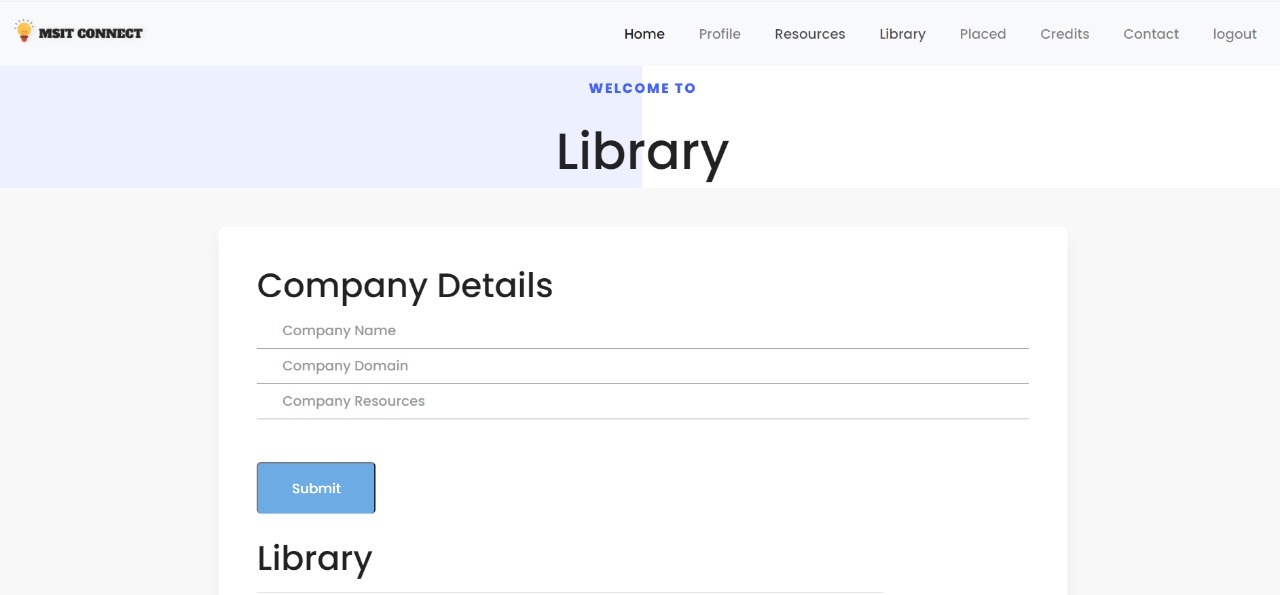 MSIT CONNECT Home Profile Resources Library Placed Credits Contact logout
WELCOME TO
Library
Company Details
Company Name
Company Domain
Company Resources
Submit
Library